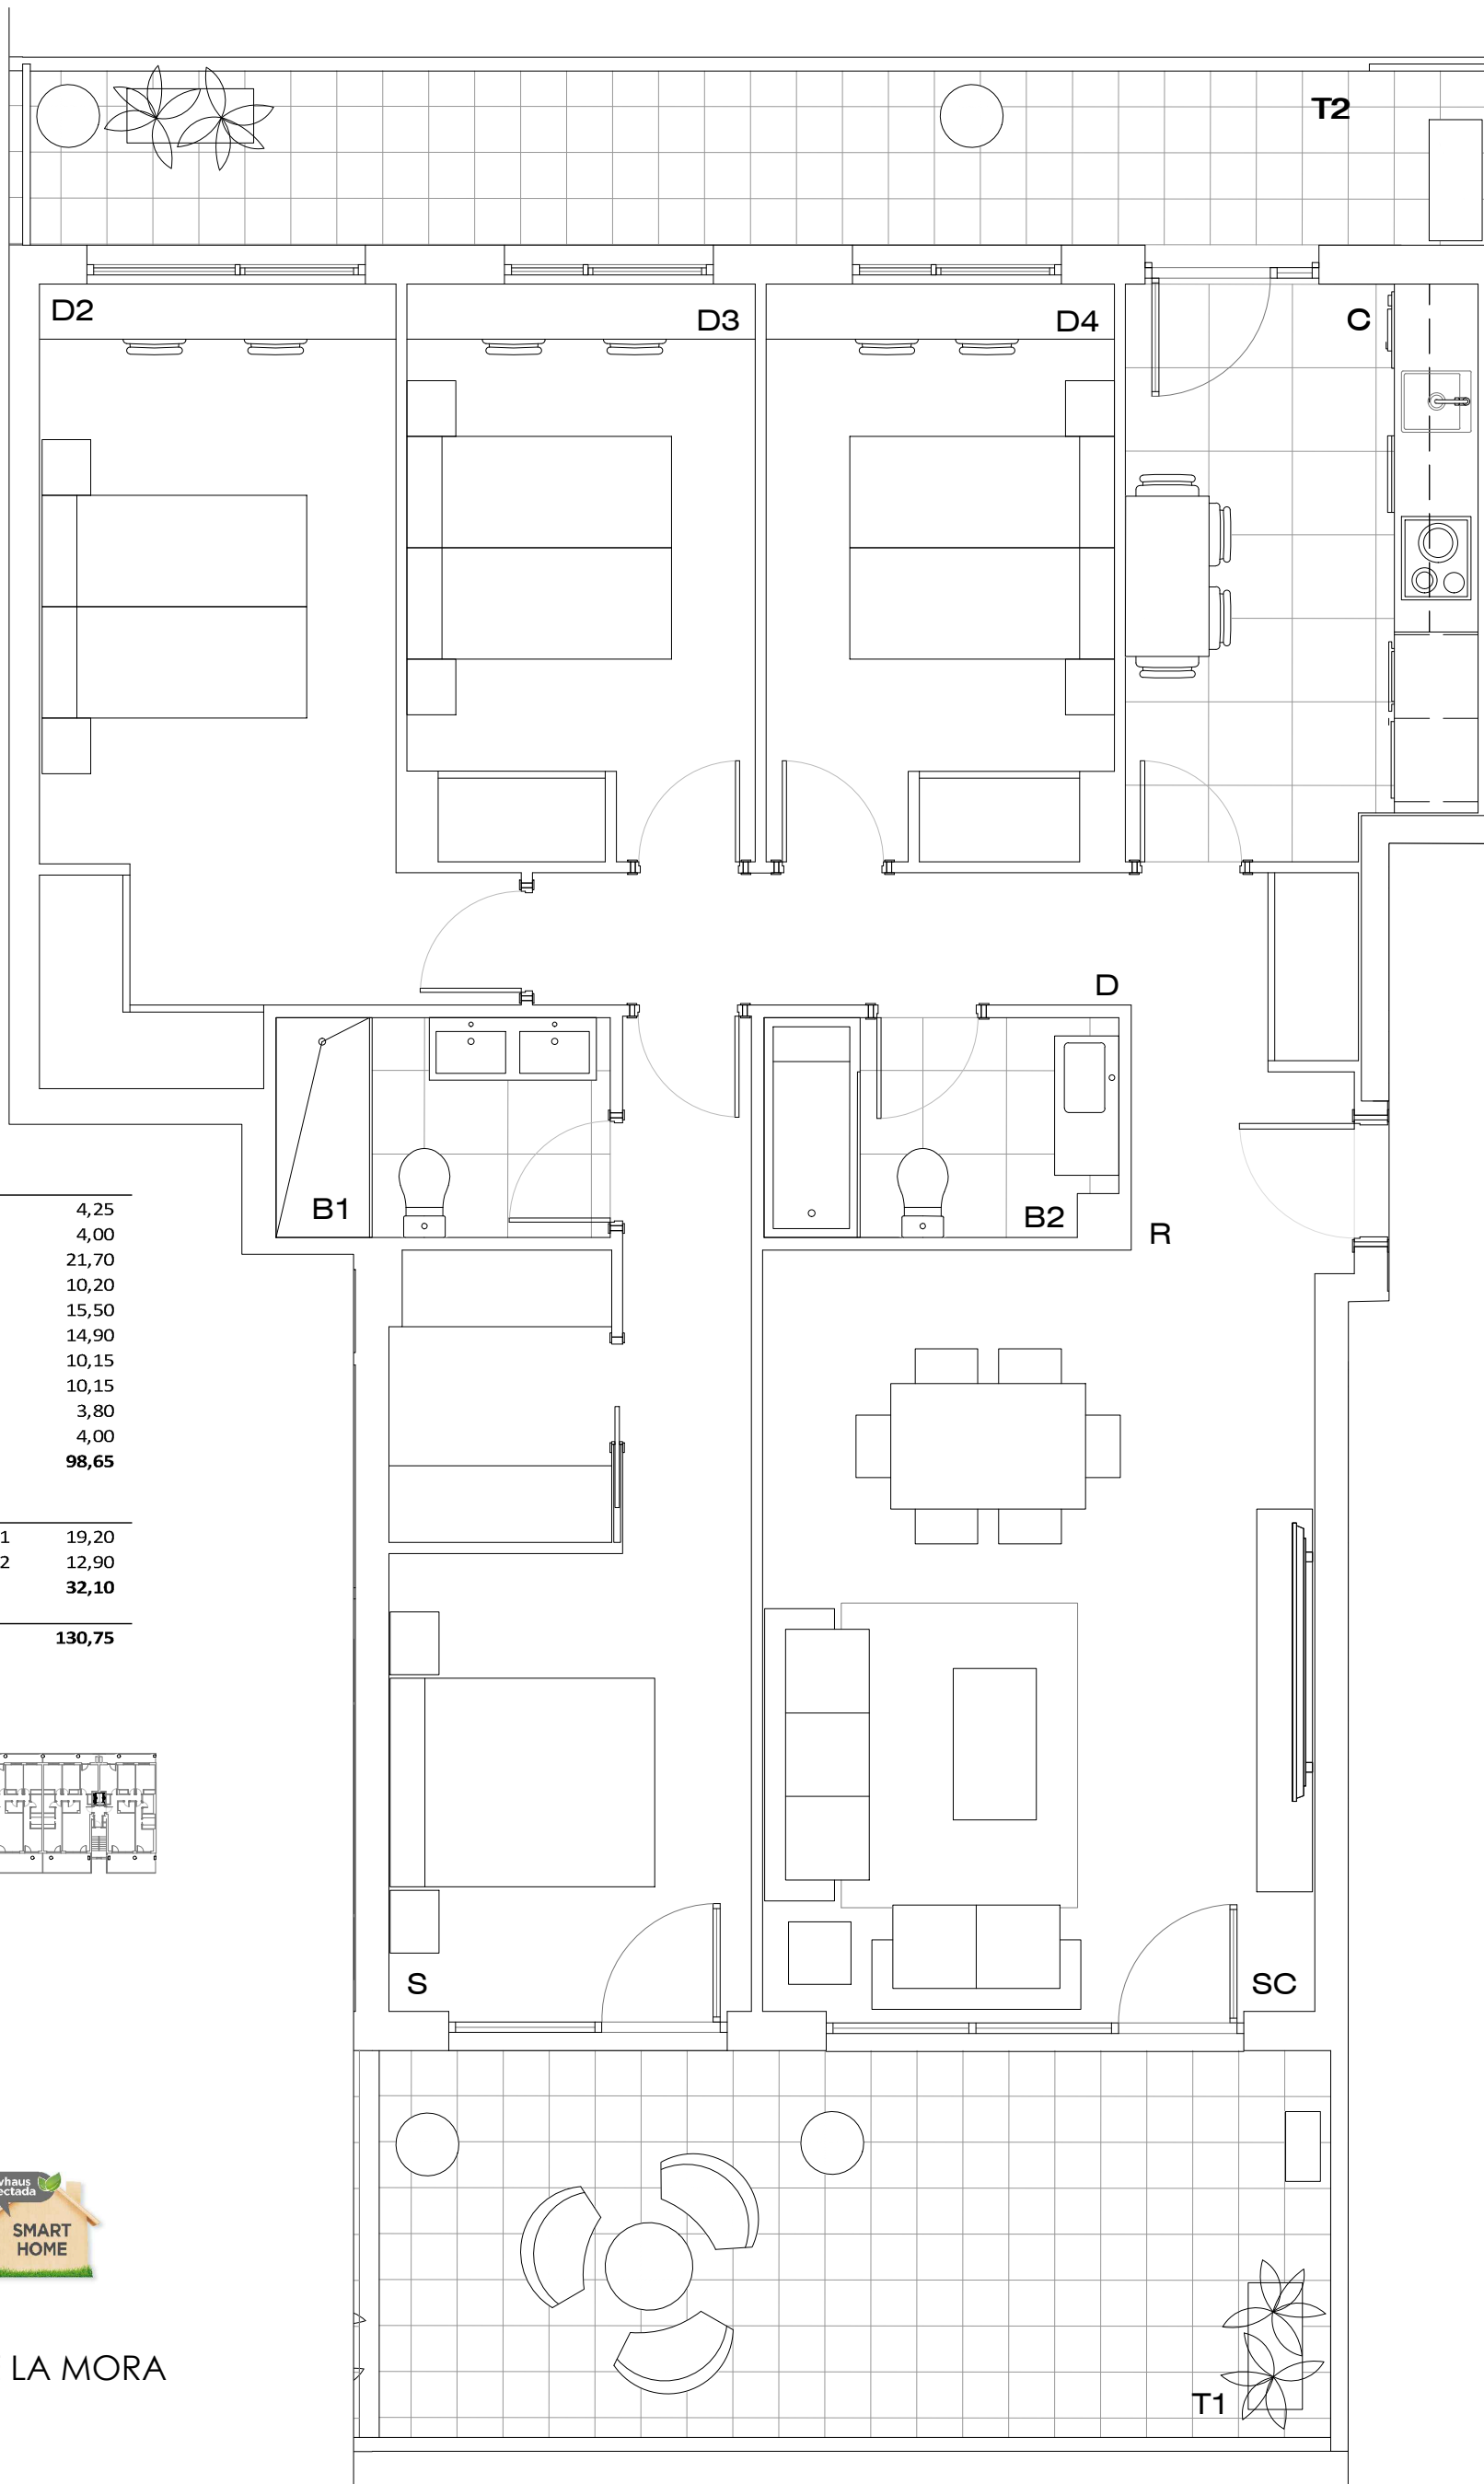 T2
D2
D3
D4
C
D
B1
B2
R
4,25
4,00
21,70
10,20
15,50
14,90
10,15
10,15
3,80
4,00
98,65
1 19,20
2 12,90
32,10
130,75
S
SC
haus
ectada
SMART
HOME
LA MORA
T1